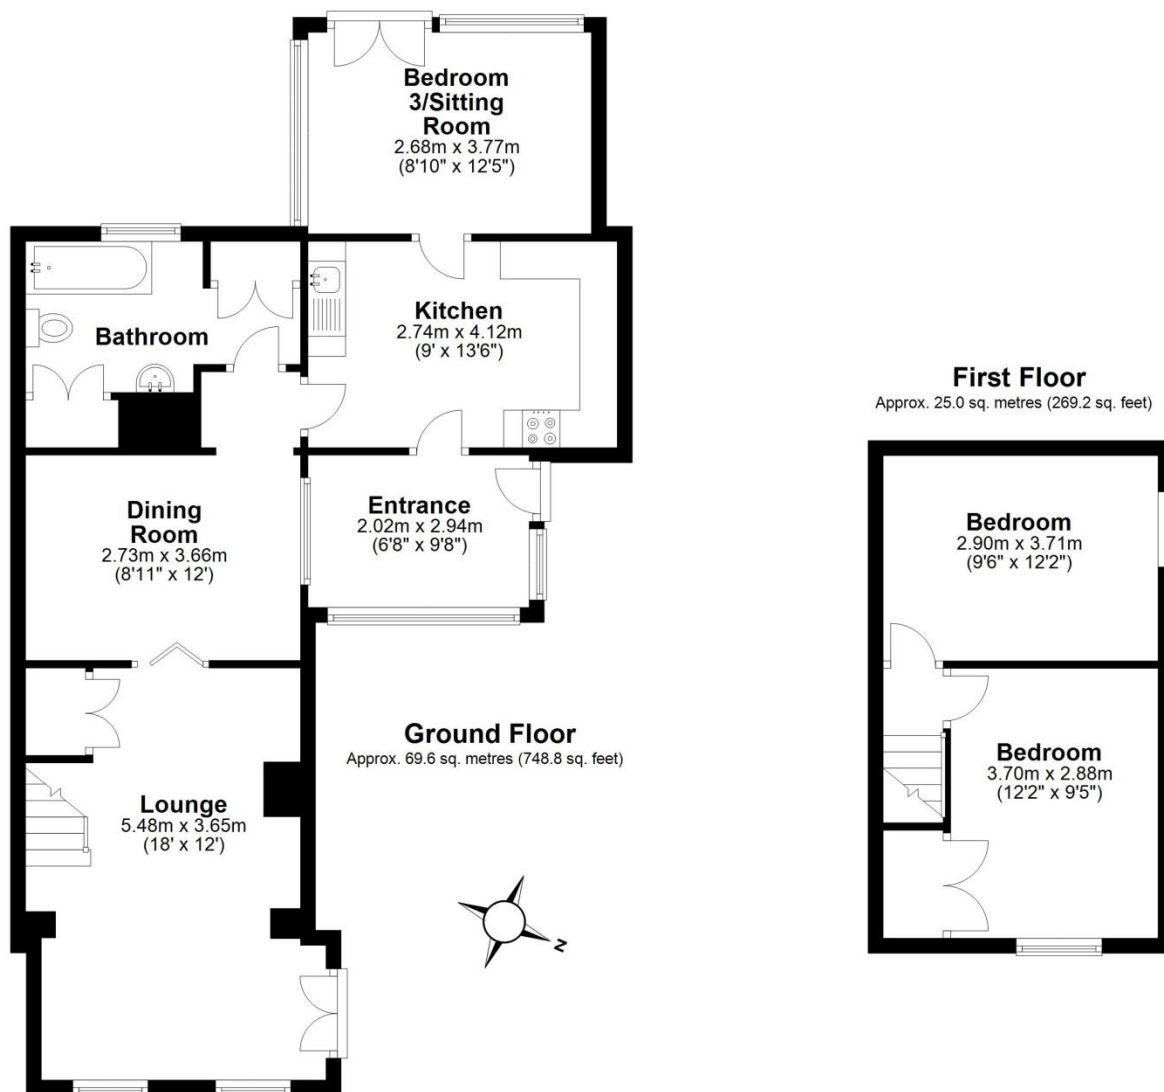 Bedroom
3/Sitting
Room
2.68m x 3.77m
(8'10" x 12'5")
Bathroom
Kitchen
2.74m x 4.12m
(9' x 13'6")
Dining
Room
2.73m x 3.66m
(8'11" x 12')
Entrance
2.02m x 2.94m
(6'8" x 9'8")
Lounge
5.48m x 3.65m
(18' x 12')
Ground Floor
Approx. 69.6 sq. metres (748.8 sq. feet)
N
First Floor
Approx. 25.0 sq. metres (269.2 sq. feet)
Bedroom
2.90m x 3.71m
(9'6" x 12'2")
Bedroom
3.70m x 2.88m
(12'2" x 9'5")